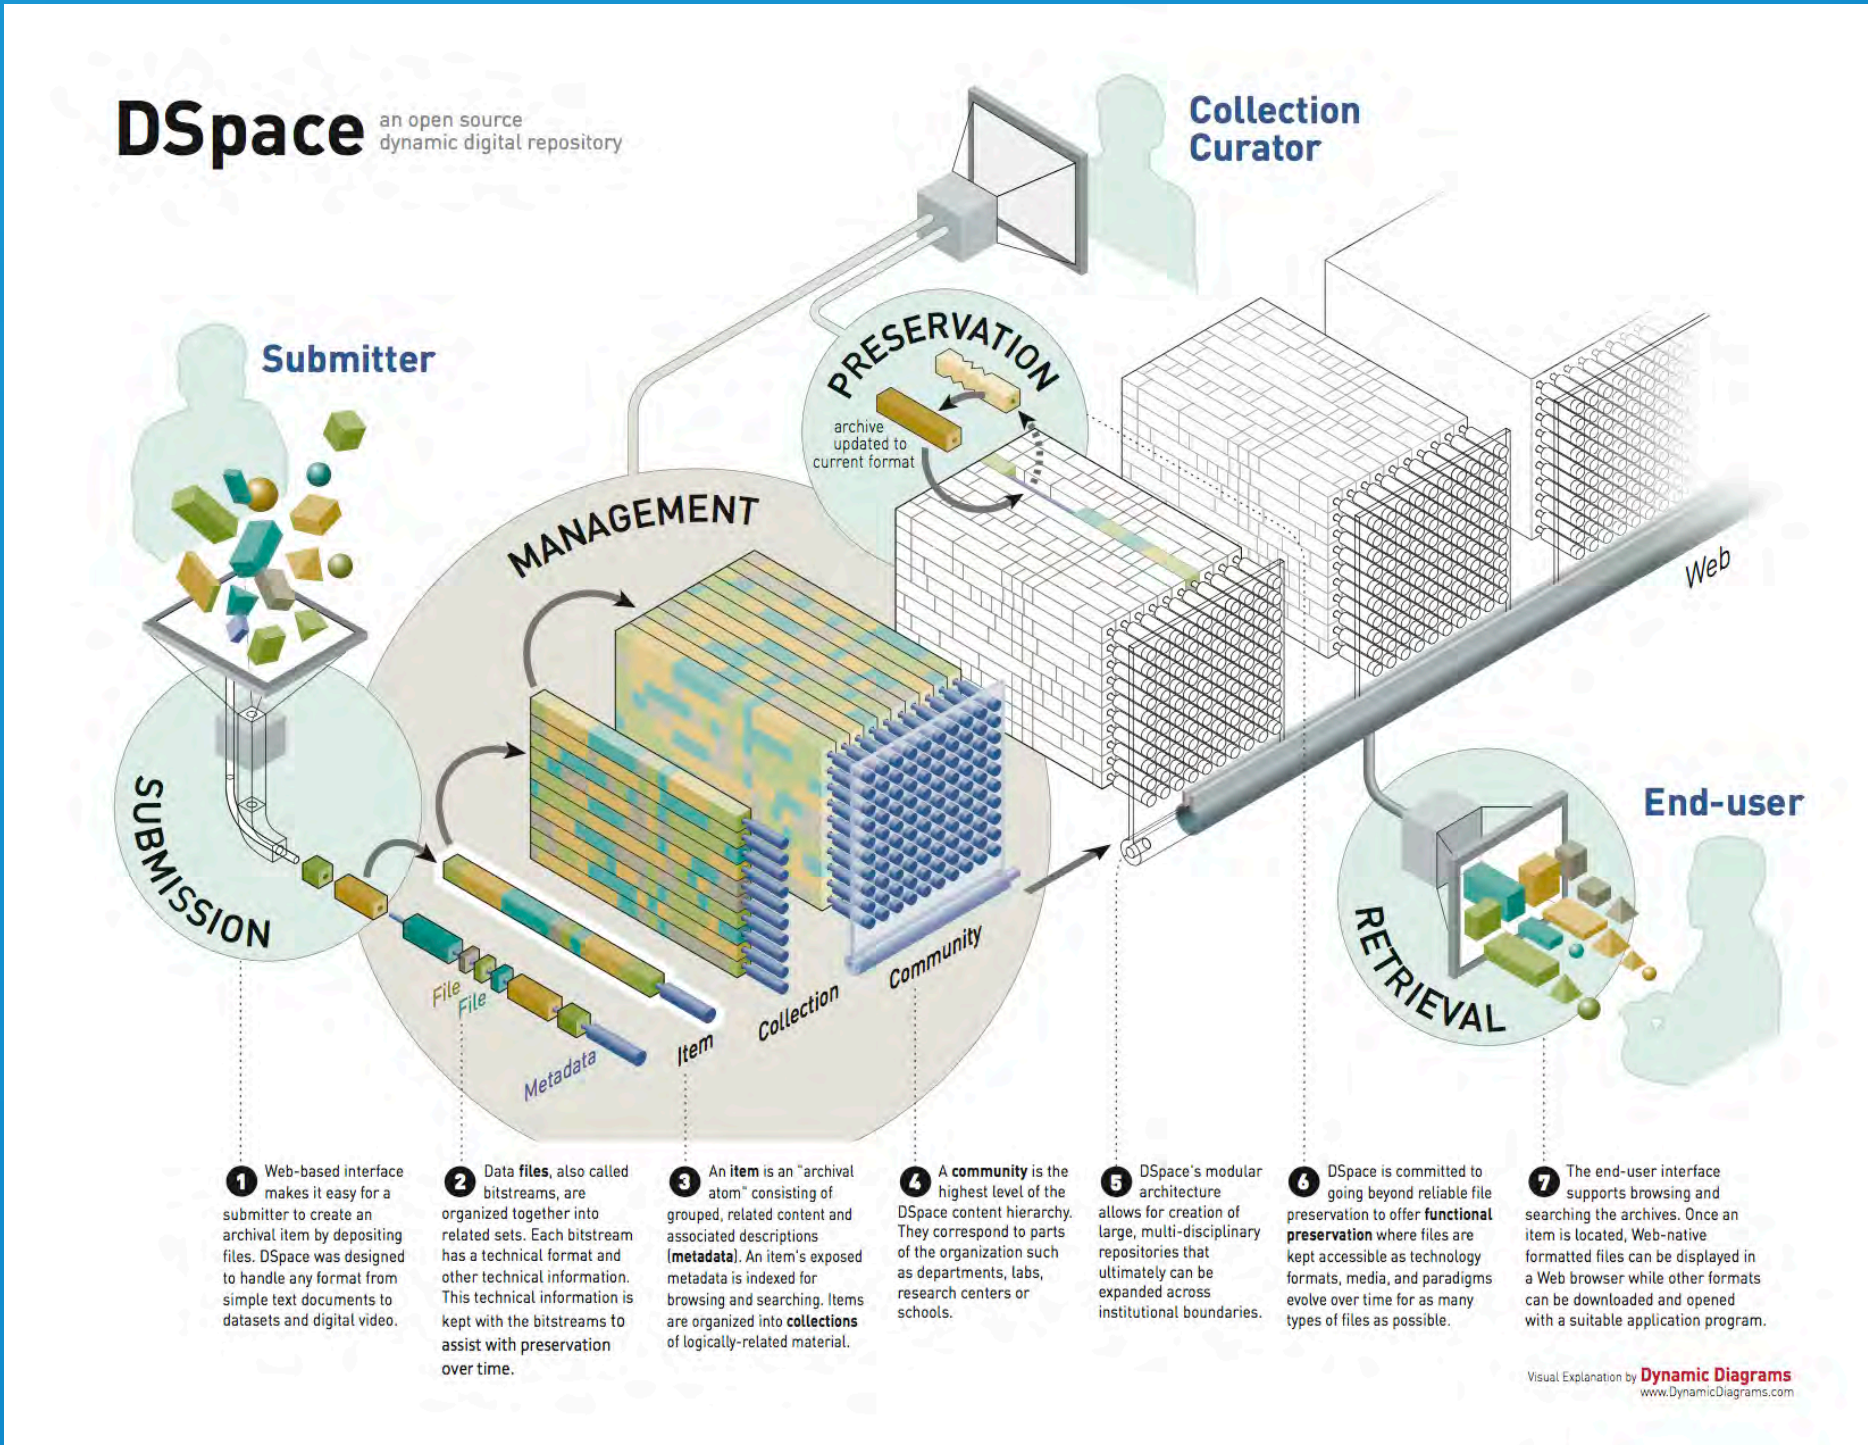 DSpace
an open source
dynamic digital repository
Collection
Curator
Submitter
PRESERVATION
archive
updated to
current format
MANAGEMENT
Web
SUBMISSION
End-user
RETRIEVAL
File
File
Metadata
Item
Collection
Community
1 Web-based interface
makes it easy for a
submitter to create an
archival item by depositing
files. DSpace was designed
to handle any format from
simple text documents to
datasets and digital video.
2 Data files, also called
bitstreams, are
organized together into
related sets. Each bitstream
has a technical format and
other technical information.
This technical information is
kept with the bitstreams to
assist with preservation
over time.
3 An item is an "archival
atom" consisting of
grouped, related content and
associated descriptions
(metadata). An item's exposed
metadata is indexed for
browsing and searching. Items
are organized into collections
of logically-related material.
4 A community is the
highest level of the
DSpace content hierarchy.
They correspond to parts
of the organization such
as departments, labs,
research centers or
schools.
5 DSpace's modular
architecture
allows for creation of
large, multi-disciplinary
repositories that
ultimately can be
expanded across
institutional boundaries.
6 DSpace is committed to
going beyond reliable file
preservation to offer functional
preservation where files are
kept accessible as technology
formats, media, and paradigms
evolve over time for as many
types of files as possible.
7 The end-user interface
supports browsing and
searching the archives. Once an
item is located, Web-native
formatted files can be displayed in
a Web browser while other formats
can be downloaded and opened
with a suitable application program.
Visual Explanation by Dynamic Diagrams
www.DynamicDiagrams.com